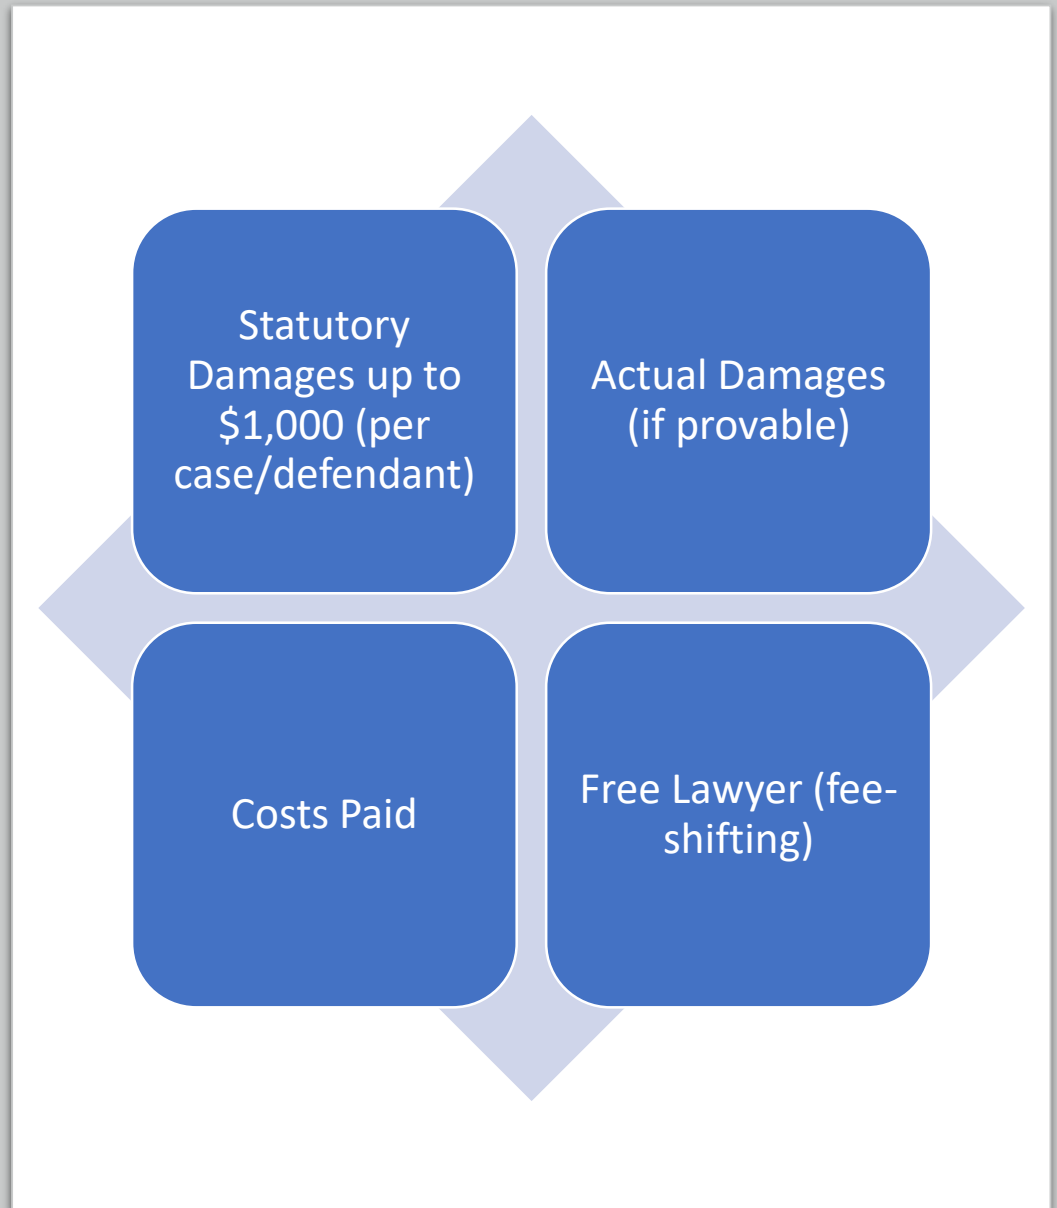 Statutory
Damages up to
$1,000 (per
case/defendant)
Actual Damages
(if provable)
Costs Paid
Free Lawyer (fee-
shifting)